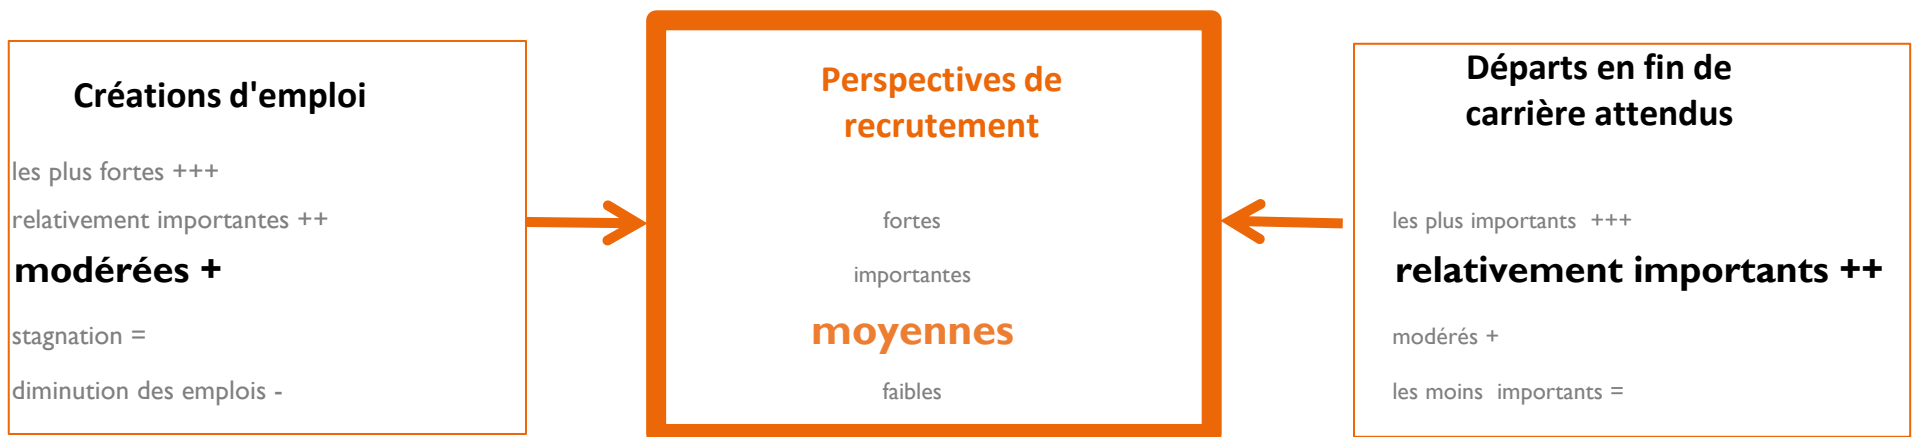 Créations d'emploi
les plus fortes +++
relativement importantes ++
modérées +
stagnation =
diminution des emplois -
Perspectives de
recrutement
fortes
importantes
moyennes
faibles
Départs en fin de
carrière attendus
les plus importants +++
relativement importants ++
modérés +
les moins importants =